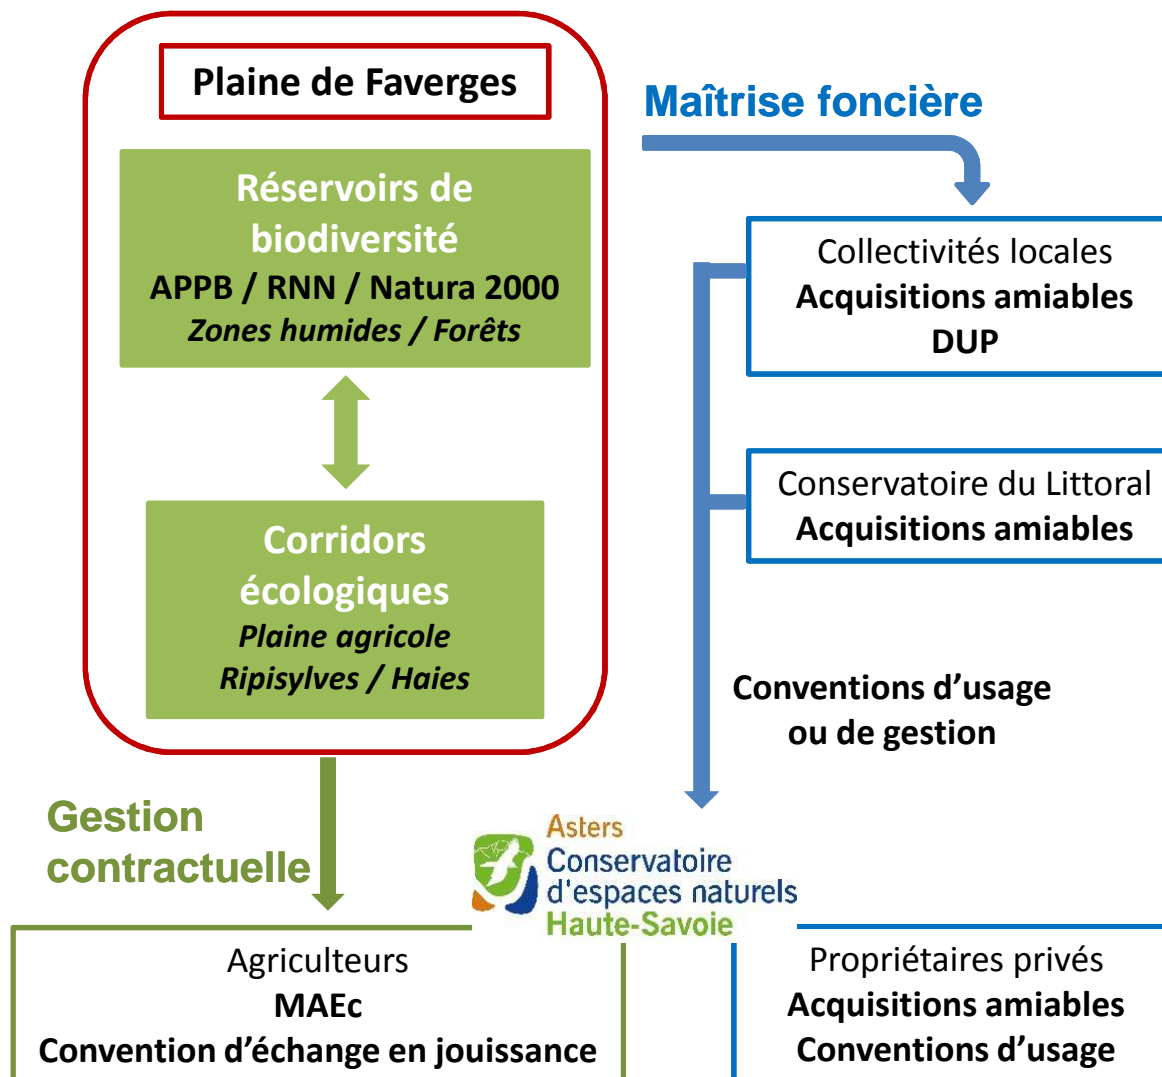 Plaine de Faverges
Réservoirs de
biodiversité
APPB / RNN / Natura 2000
Zones humides / Forêts
Corridors
écologiques
Plaine agricole
Ripisylves / Haies
Maîtrise foncière
Collectivités locales
Acquisitions amiables
DUP
Conservatoire du Littoral
Acquisitions amiables
Conventions d’usage
ou de gestion
Gestion
contractuelle
Asters
Conservatoire
d'espaces naturels
Haute-Savoie
Agriculteurs
MAEc
Convention d’échange en jouissance
Propriétaires privés
Acquisitions amiables
Conventions d’usage